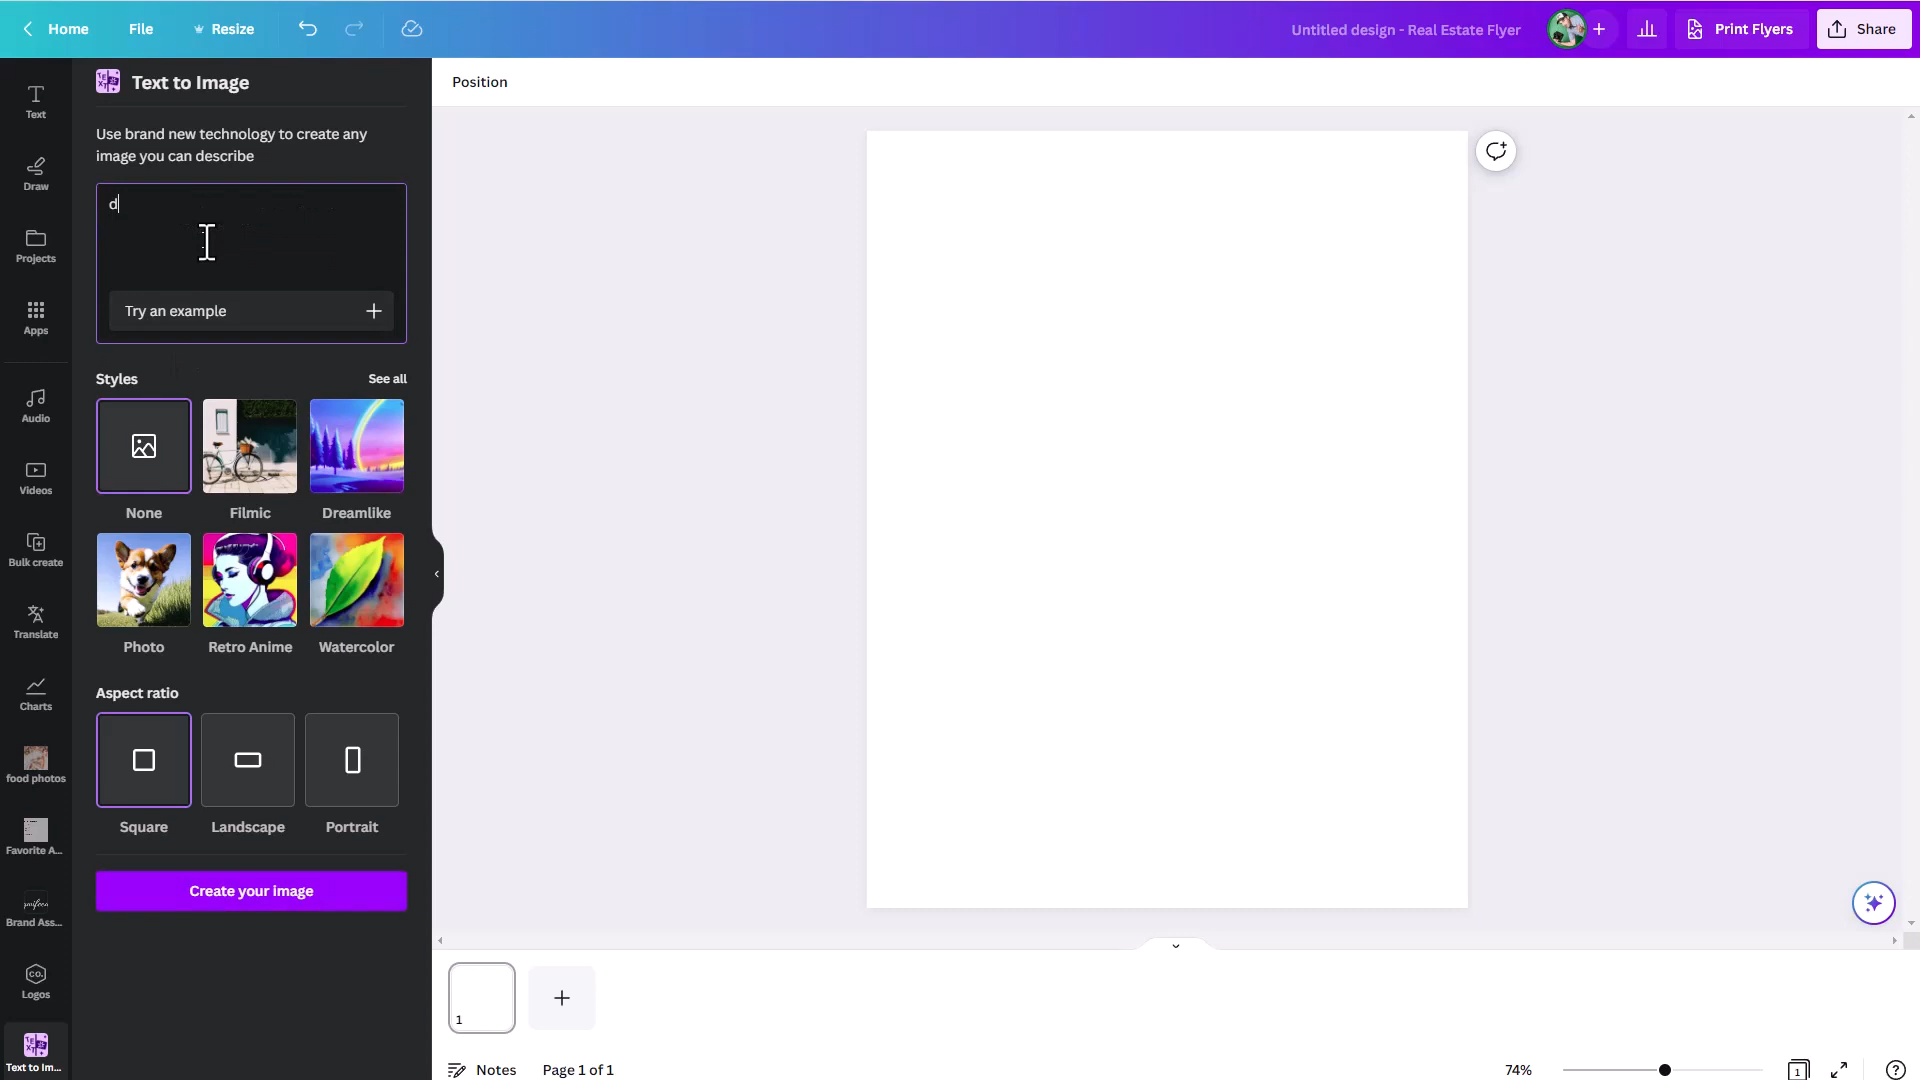 Home
File
Resize
Untitled design - Real Estate Flyer
Print Flyers
Share
Text
Draw
Projects
Apps
Audio
Videos
Bulk create
Translate
Charts
food photos
Favorite A...
Brand Ass...
CO.
Logos
Text to Im...
Text to Image
Use brand new technology to create any
image you can describe
d
Try an example
Styles
See all
None
Filmic
Dreamlike
Photo
Retro Anime
Watercolor
Aspect ratio
Square
Landscape
Portrait
Create your image
Position
1
Notes
Page 1 of 1
74%
1